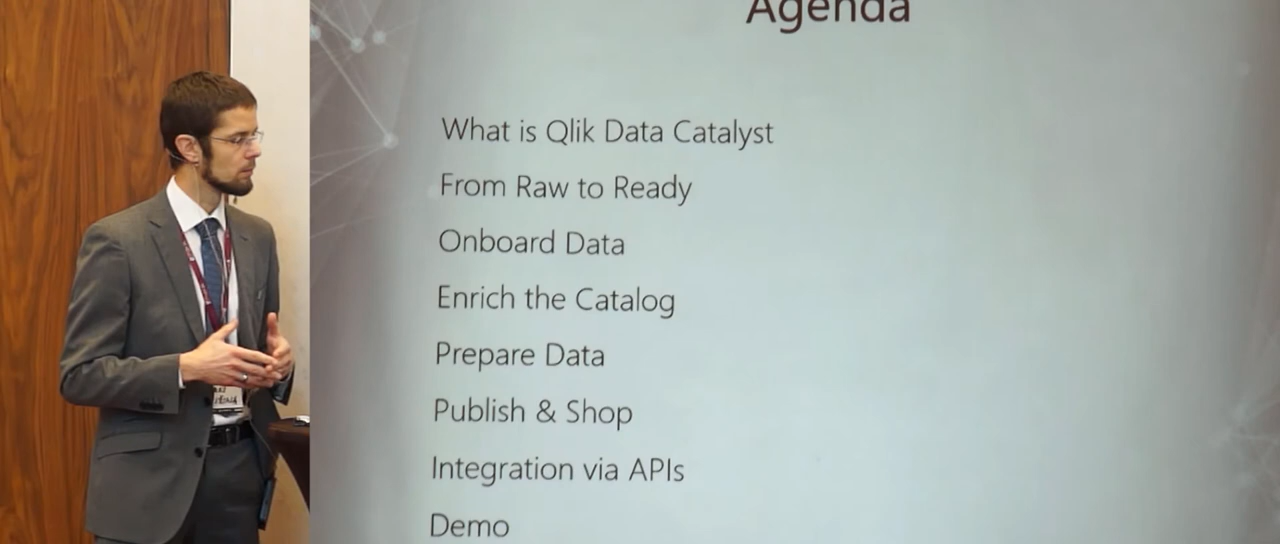 Agenda
What is Qlik Data Catalyst
From Raw to Ready
Onboard Data
Enrich the Catalog
Prepare Data
Publish & Shop
Integration via APIs
Demo